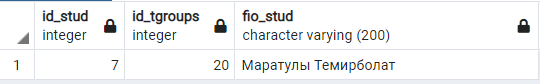 id_stud id_tgroups fio_stud
integer integer character varying (200)
1 7 20 Маратулы Темирболат